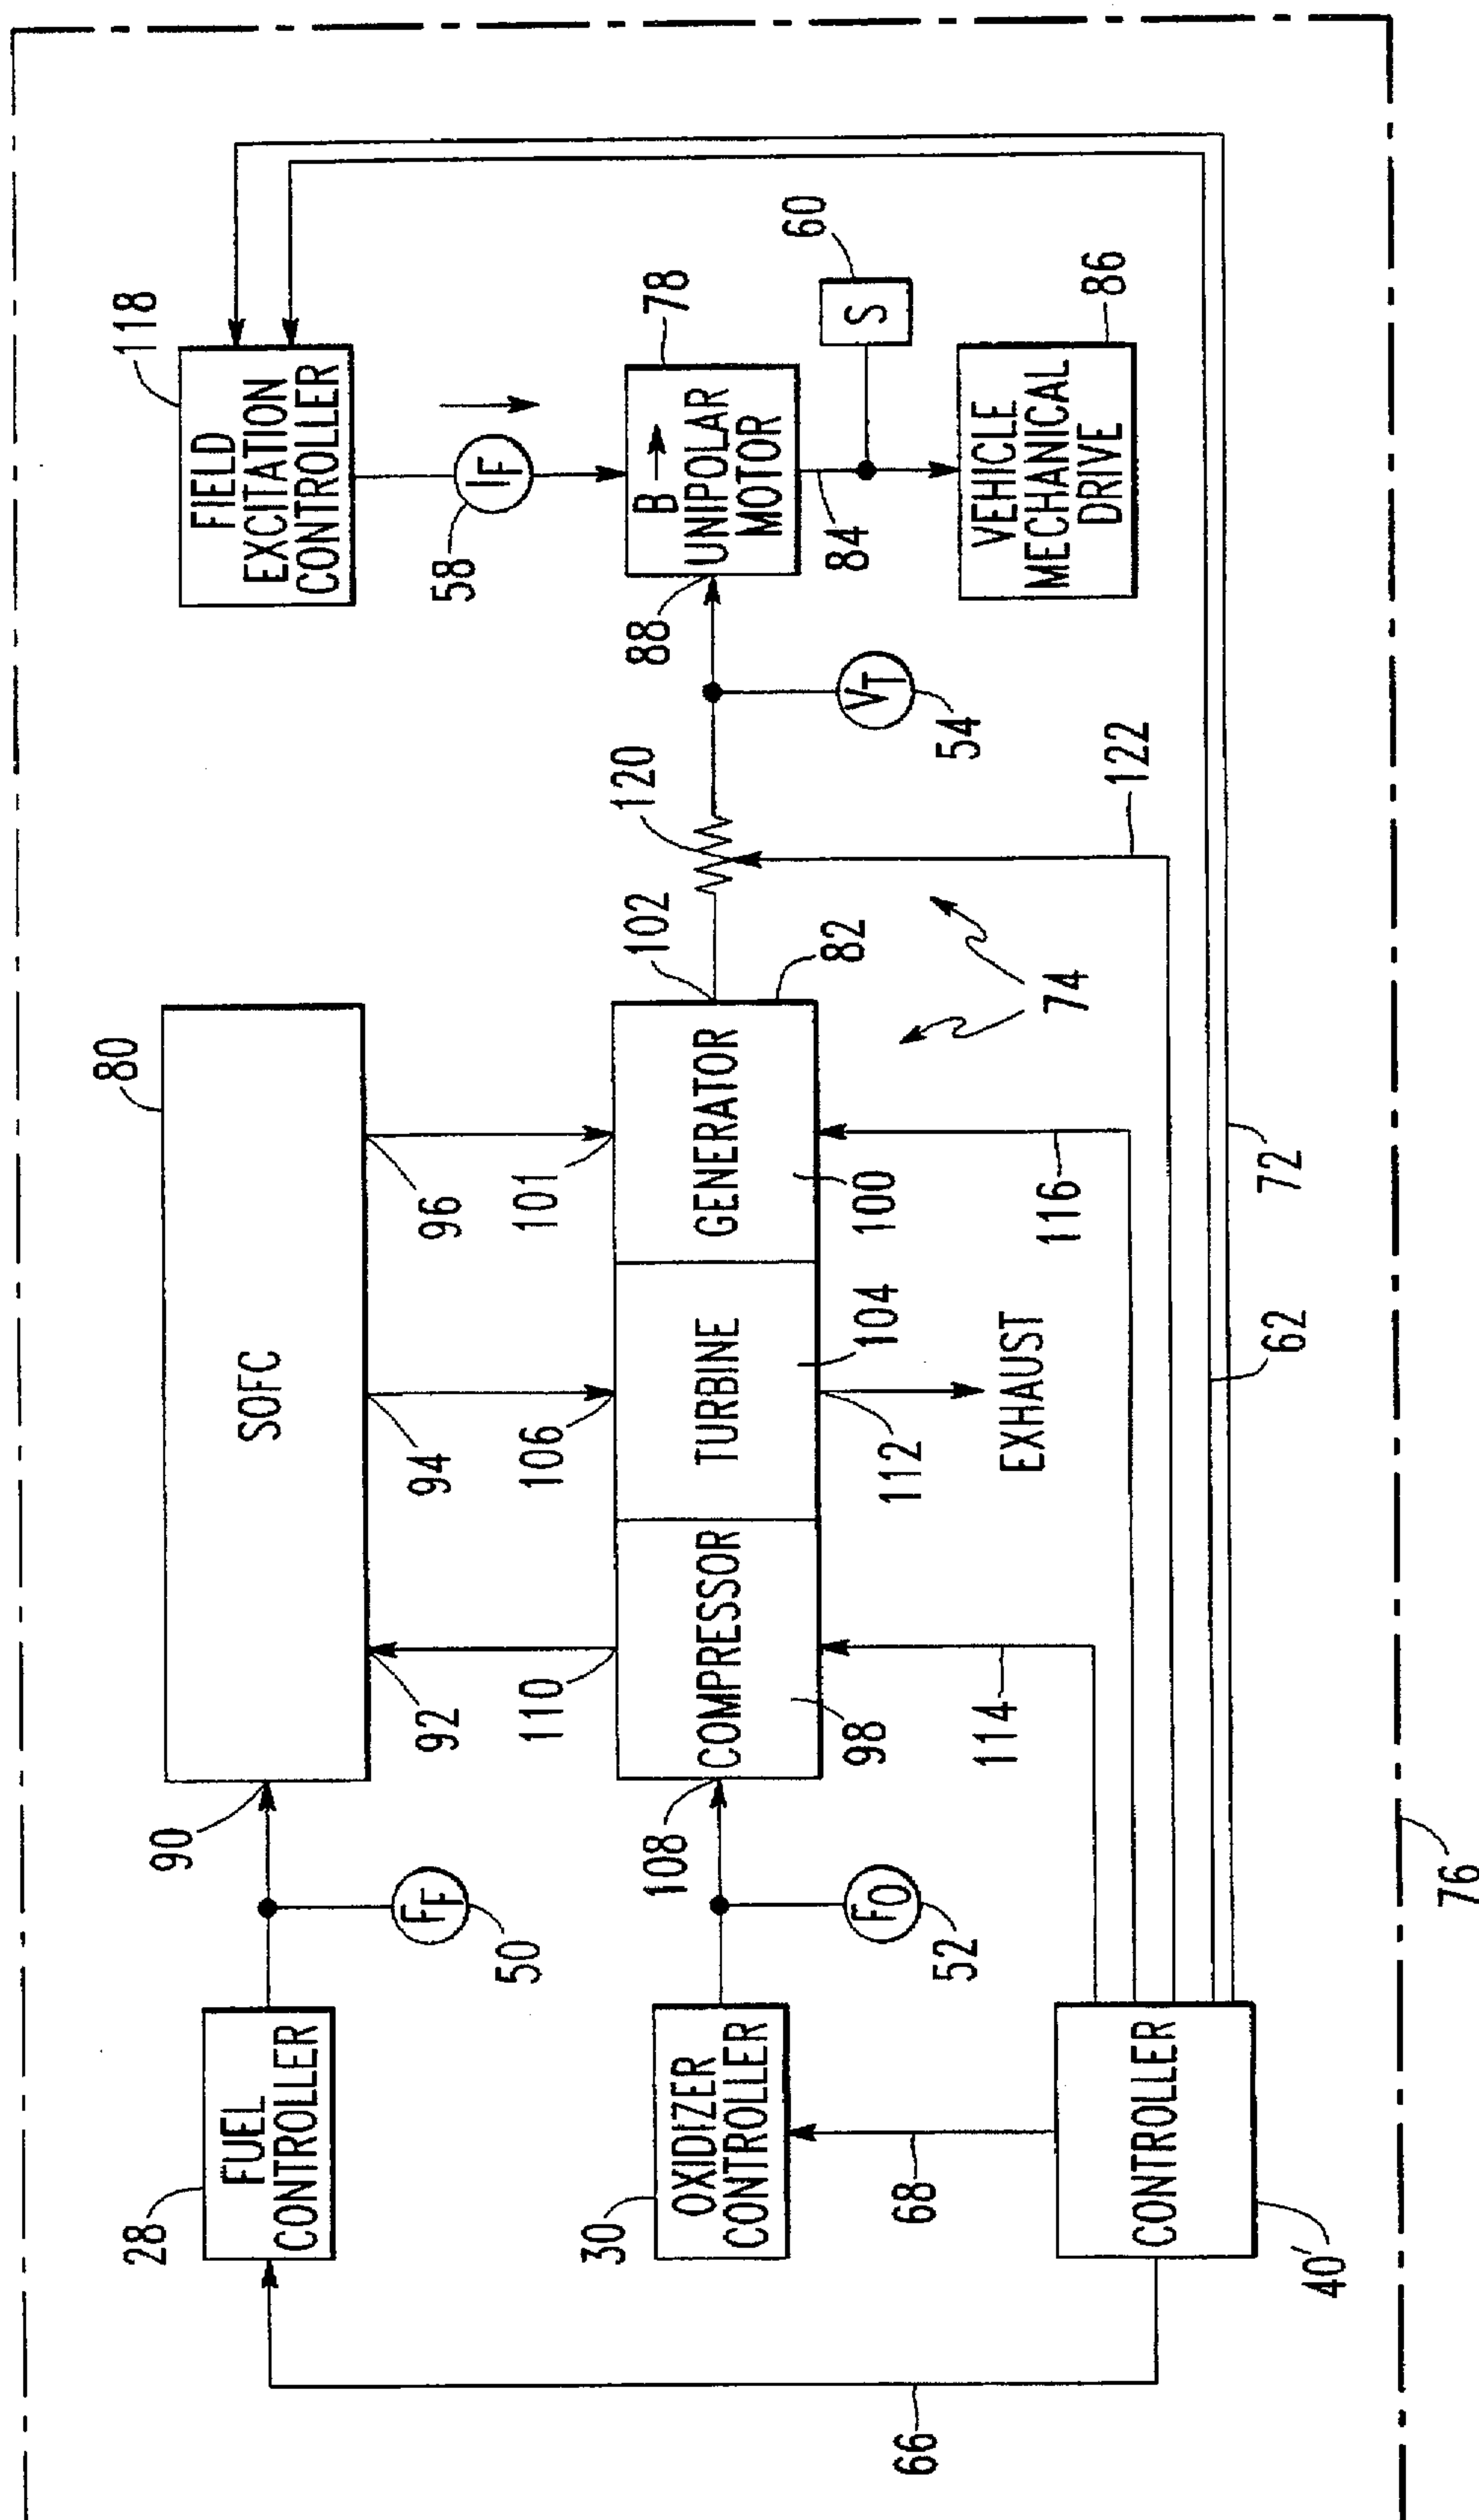 80
SOFC
118
FIELD
EXCITATION
CONTROLLER
28
FUEL
CONTROLLER
90
92
94
96
50
FF
58
IF
110
106
101
30
OXIDIZER
CONTROLLER
108
COMPRESSOR
TURBINE
GENERATOR
102
120
88
B
UNIPOLAR
MOTOR
78
52
FO
98
104
100
82
54
VT
84
S
60
68
114
112
EXHAUST
116
74
122
VEHICLE
MECHANICAL
DRIVE
86
66
CONTROLLER
40'
62
72
76